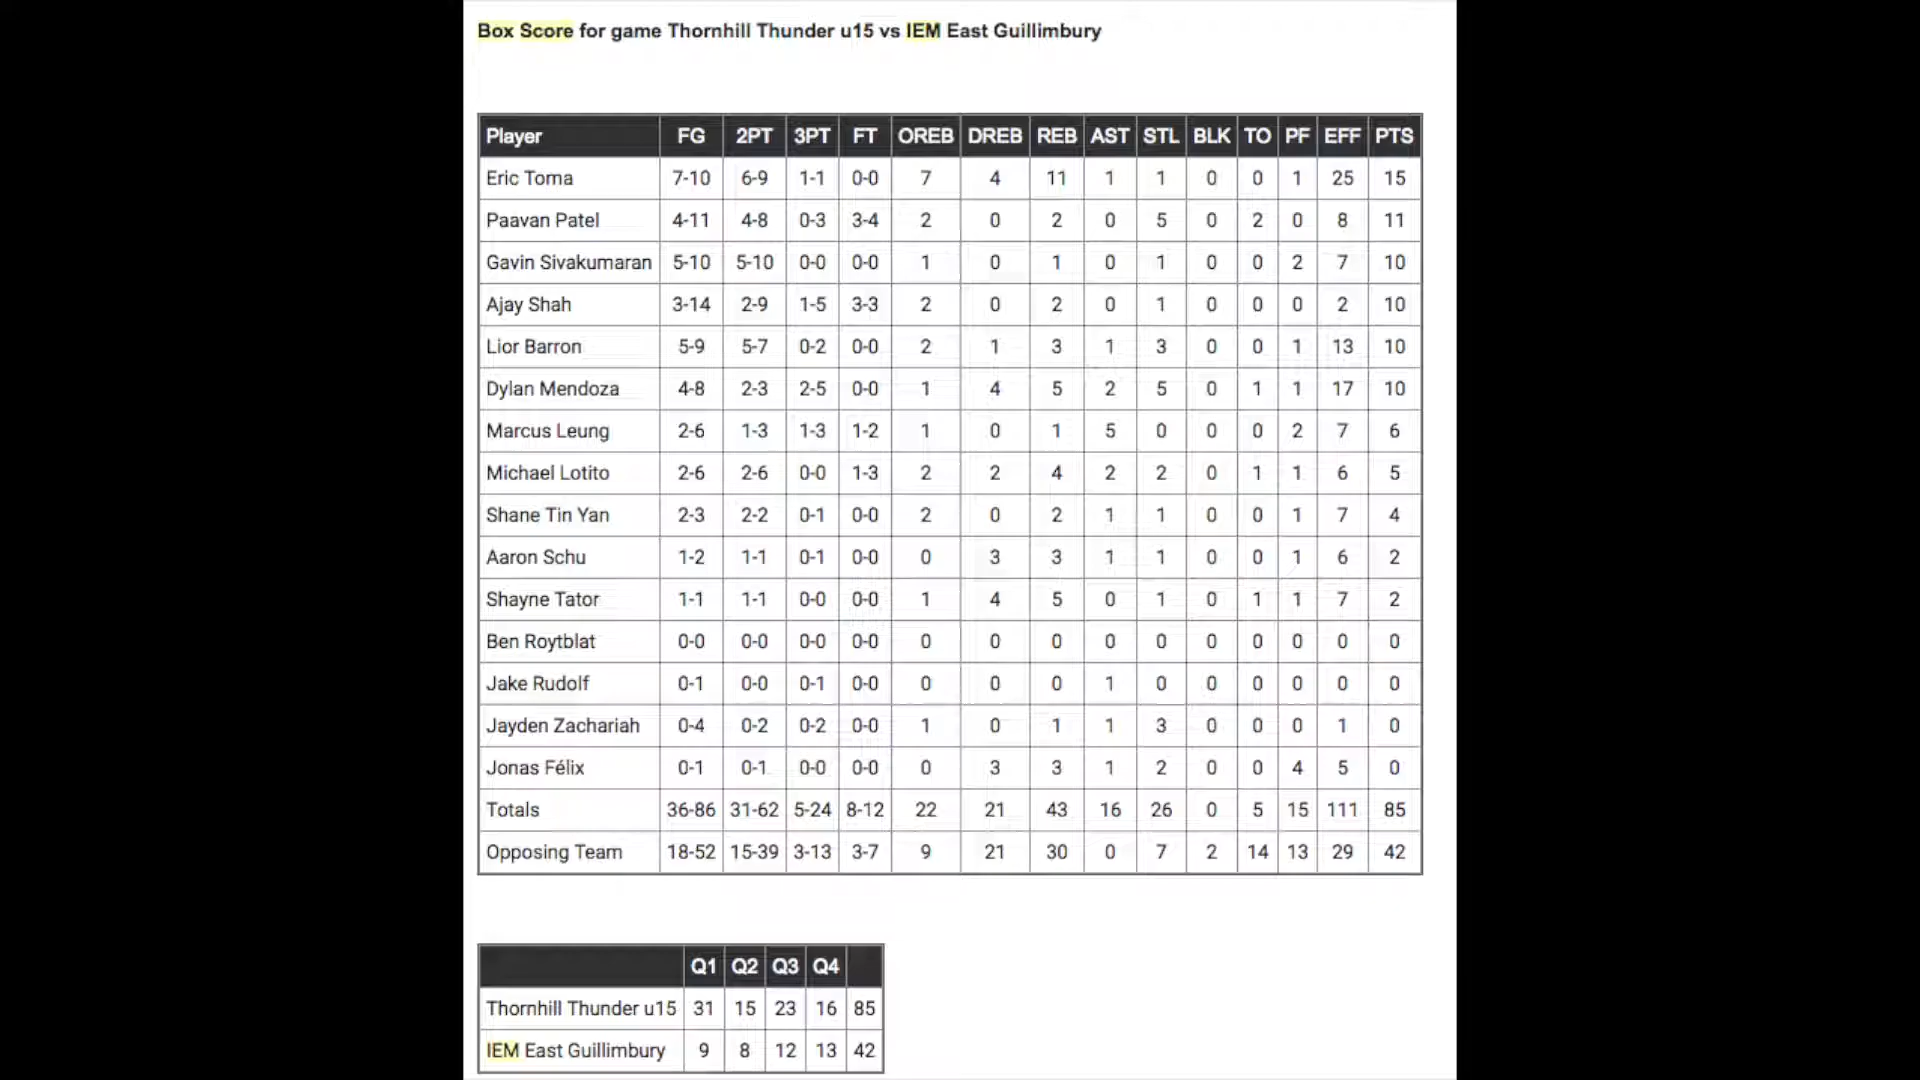 Box Score for game Thornhill Thunder u15 vs IEM East Guillimbury
Player FG 2PT 3PT FT OREB DREB REB AST STL BLK TO PF EFF PTS
Eric Toma 7-10 6-9 1-1 0-0 7 4 11 1 1 0 0 1 25 15
Paavan Patel 4-11 4-8 0-3 3-4 2 0 2 0 5 0 2 0 8 11
Gavin Sivakumaran 5-10 5-10 0-0 0-0 1 0 1 0 1 0 0 2 7 10
Ajay Shah 3-14 2-9 1-5 3-3 2 0 2 0 1 0 0 0 2 10
Lior Barron 5-9 5-7 0-2 0-0 2 1 3 1 3 0 0 1 13 10
Dylan Mendoza 4-8 2-3 2-5 0-0 1 4 5 2 5 0 1 1 17 10
Marcus Leung 2-6 1-3 1-3 1-2 1 0 1 5 0 0 0 2 7 6
Michael Lotito 2-6 2-6 0-0 1-3 2 2 4 2 2 0 1 1 6 5
Shane Tin Yan 2-3 2-2 0-1 0-0 2 0 2 1 1 0 0 1 7 4
Aaron Schu 1-2 1-1 0-1 0-0 0 3 3 1 1 0 0 1 6 2
Shayne Tator 1-1 1-1 0-0 0-0 1 4 5 0 1 0 1 1 7 2
Ben Roytblat 0-0 0-0 0-0 0-0 0 0 0 0 0 0 0 0 0 0
Jake Rudolf 0-1 0-0 0-1 0-0 0 0 0 1 0 0 0 0 0 0
Jayden Zachariah 0-4 0-2 0-2 0-0 1 0 1 1 3 0 0 0 1 0
Jonas Félix 0-1 0-1 0-0 0-0 0 3 3 1 2 0 0 4 5 0
Totals 36-86 31-62 5-24 8-12 22 21 43 16 26 0 5 15 111 85
Opposing Team 18-52 15-39 3-13 3-7 9 21 30 0 7 2 14 13 29 42
Q1 Q2 Q3 Q4
Thornhill Thunder u15 31 15 23 16 85
IEM East Guillimbury 9 8 12 13 42